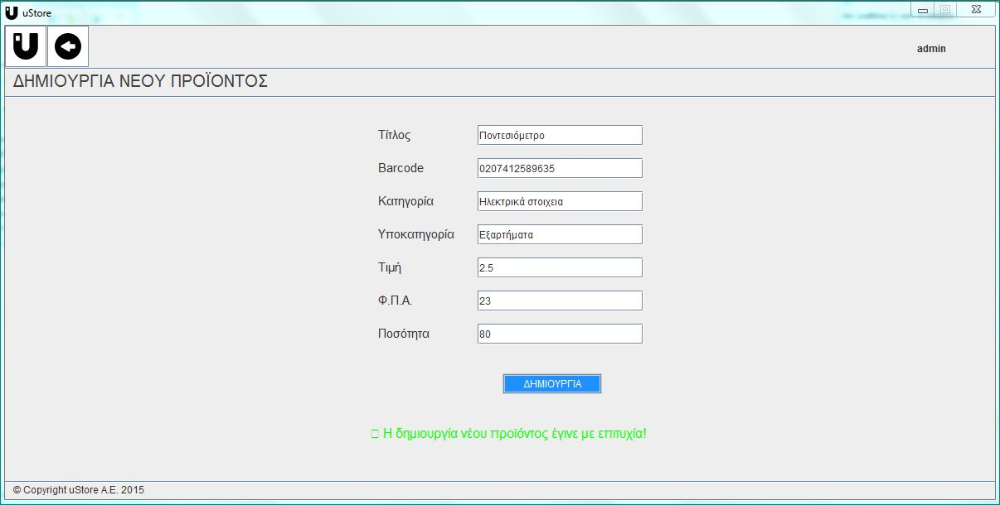 uStore
admin
ΔΗΜΙΟΥΡΓΙΑ ΝΕΟΥ ΠΡΟΪΟΝΤΟΣ
Τίτλος Ποντεσιόμετρο
Barcode 0207412589635
Κατηγορία Ηλεκτρικά στοιχεια
Υποκατηγορία Εξαρτήματα
Τιμή 2.5
Φ.Π.Α. 23
Ποσότητα 80
ΔΗΜΙΟΥΡΓΙΑ
Η δημιουργία νέου προϊόντος έγινε με επιτυχία!
© Copyright uStore A.E. 2015